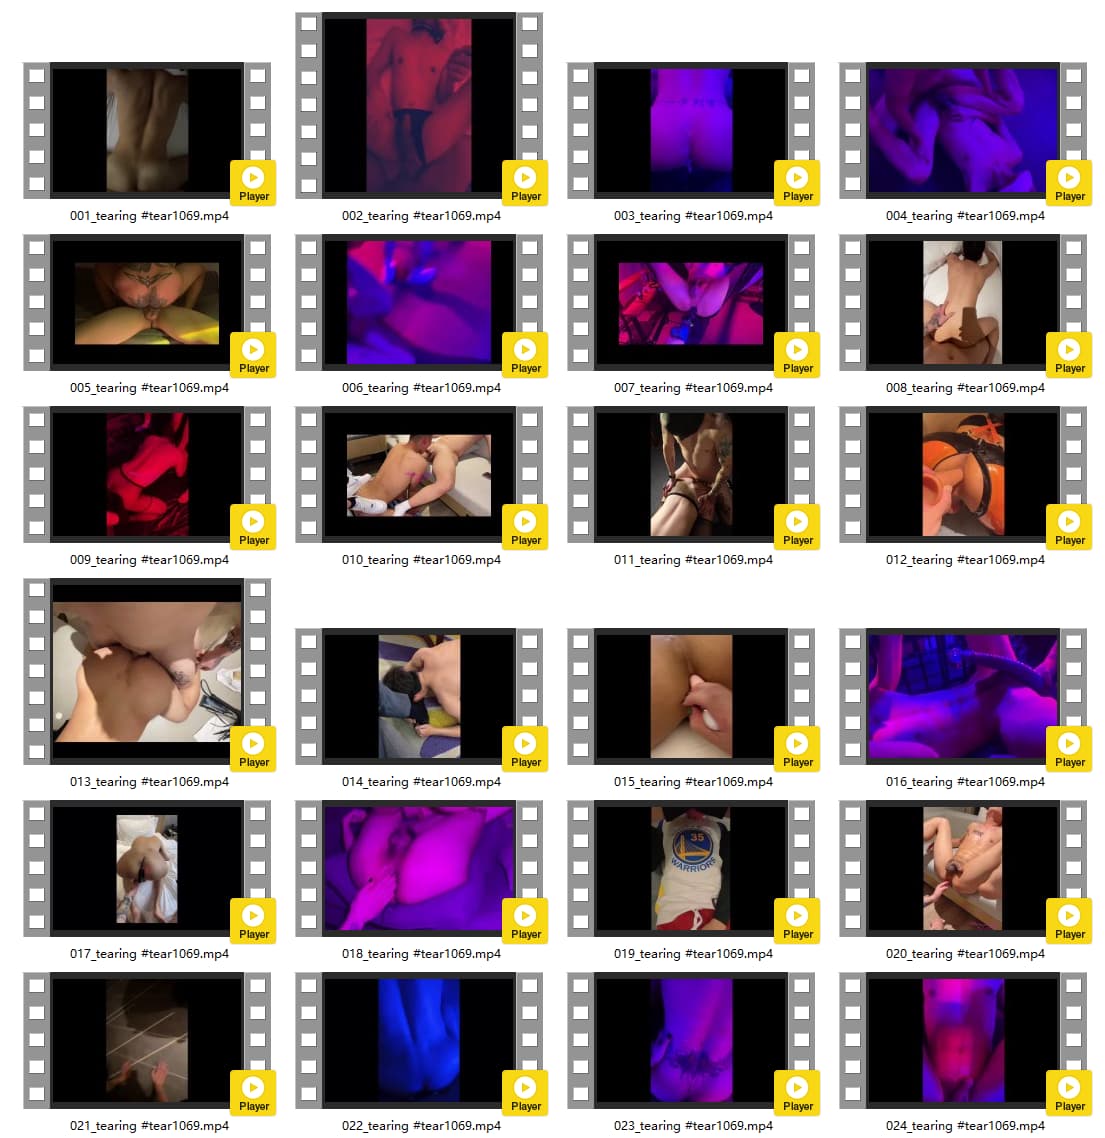 Player
Player
Player
Player
001_tearing #tear1069.mp4
002_tearing #tear1069.mp4
003_tearing #tear1069.mp4
004_tearing #tear1069.mp4
Player
Player
Player
Player
005_tearing #tear1069.mp4
006_tearing #tear1069.mp4
007_tearing #tear1069.mp4
008_tearing #tear1069.mp4
Player
Player
Player
Player
009_tearing #tear1069.mp4
010_tearing #tear1069.mp4
011_tearing #tear1069.mp4
012_tearing #tear1069.mp4
Player
Player
Player
Player
013_tearing #tear1069.mp4
014_tearing #tear1069.mp4
015_tearing #tear1069.mp4
016_tearing #tear1069.mp4
35
WARRIORS
Player
Player
Player
Player
017_tearing #tear1069.mp4
018_tearing #tear1069.mp4
019_tearing #tear1069.mp4
020_tearing #tear1069.mp4
Player
Player
Player
Player
021_tearing #tear1069.mp4
022_tearing #tear1069.mp4
023_tearing #tear1069.mp4
024_tearing #tear1069.mp4